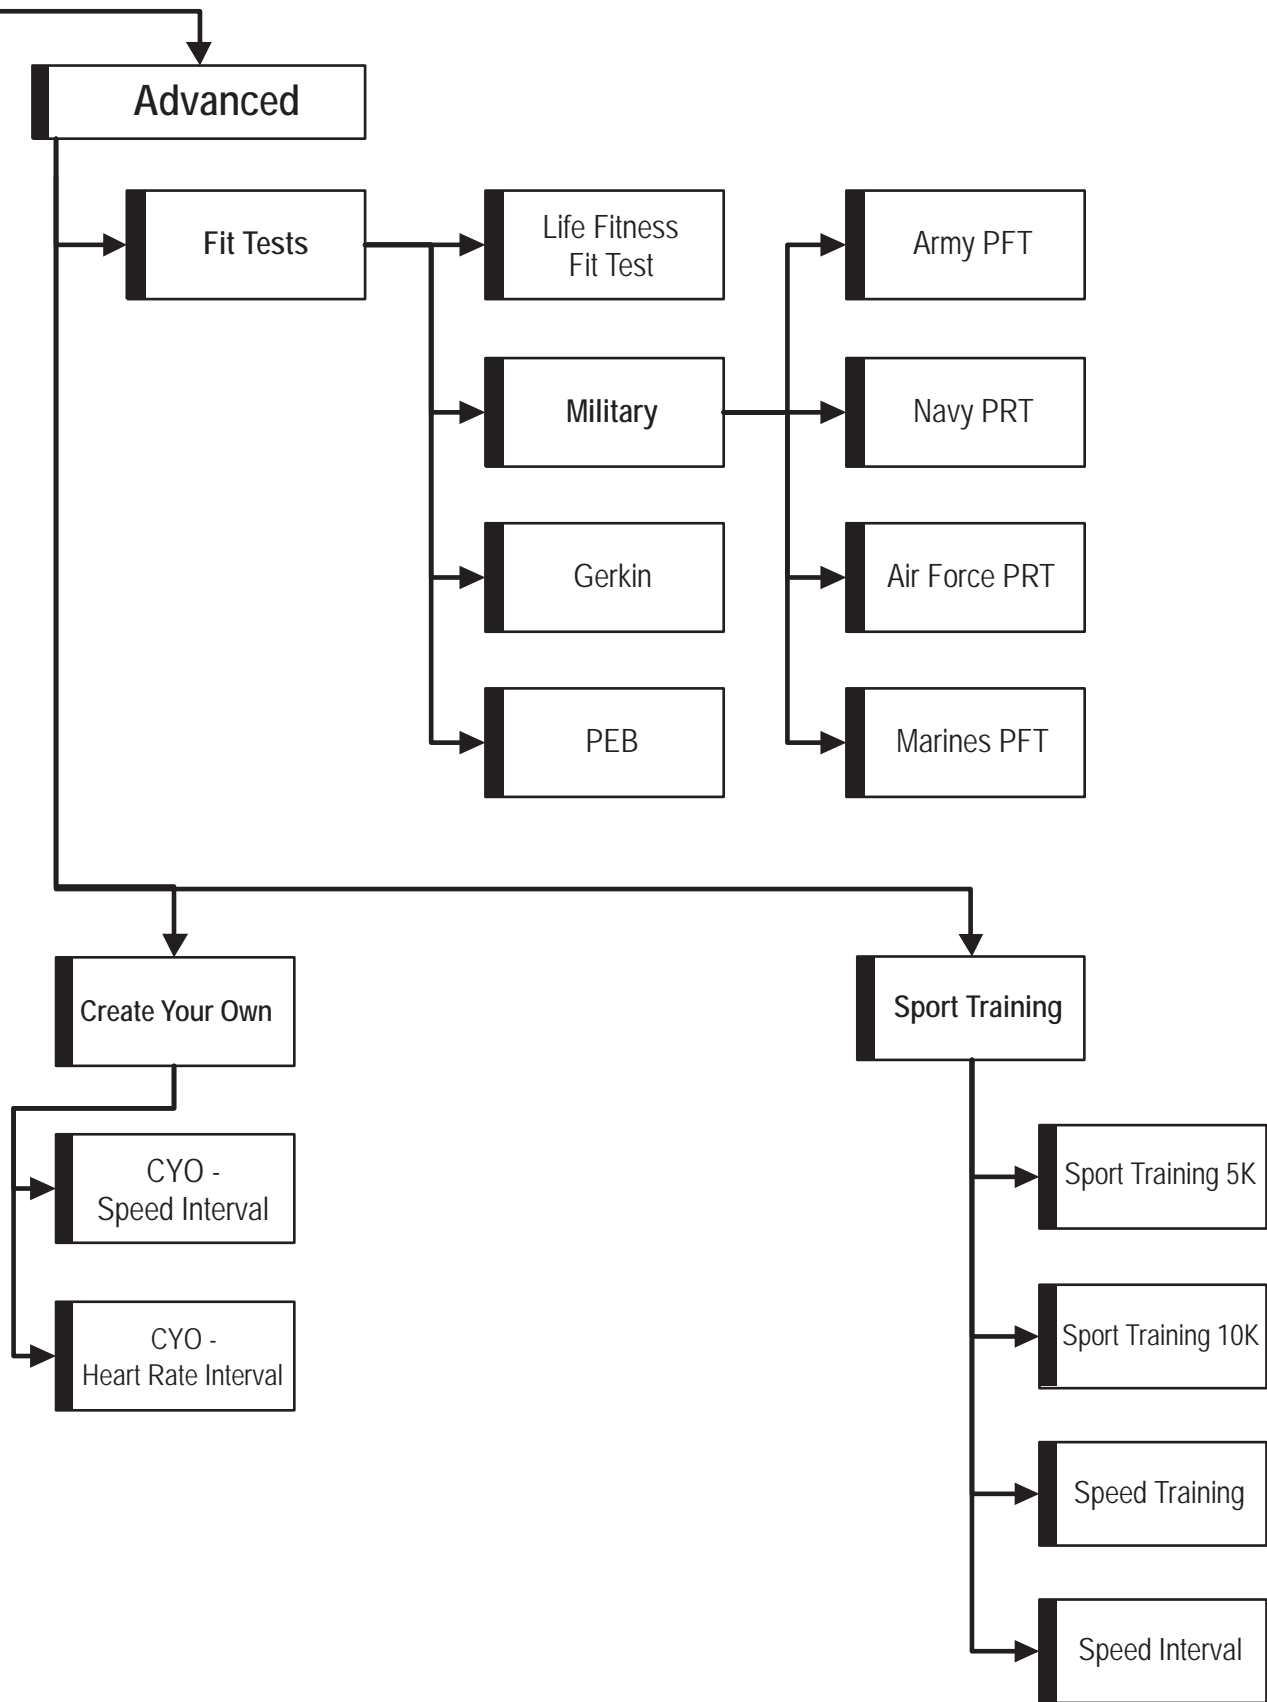 Advanced
Fit Tests
Life Fitness
Fit Test
Army PFT
Military
Navy PRT
Gerkin
Air Force PRT
PEB
Marines PFT
Create Your Own
Sport Training
CYO -
Speed Interval
Sport Training 5K
CYO -
Heart Rate Interval
Sport Training 10K
Speed Training
Speed Interval